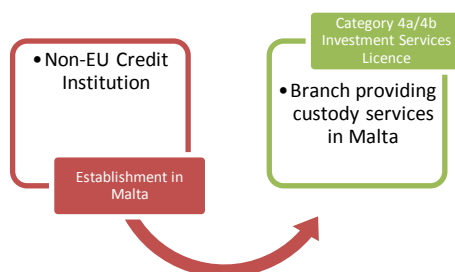 •Non-EU Credit
Institution
Establishment in
Malta
Category 4a/4b
Investment Services
Licence
•Branch providing
custody services
in Malta